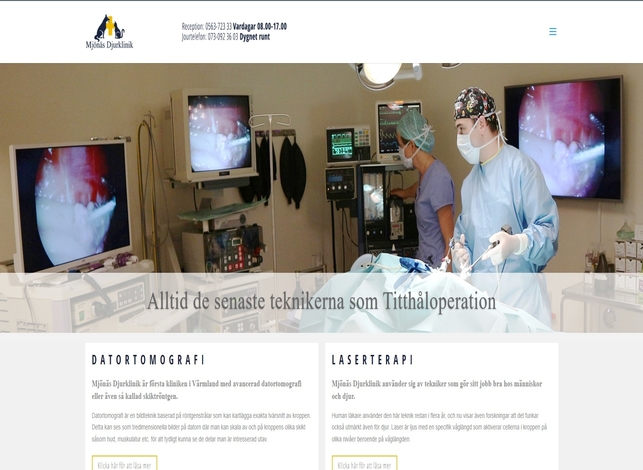 Mjönäs Djurklinik
Reception: 0563-723 33 Vardagar 08.00-17.00
Jourtelefon: 073-092 36 03 Dygnet runt
Alltid de senaste teknikerna som Titthåloperation
DATORTOMOGRAFI
Mjönäs Djurklinik är första kliniken i Värmland med avancerad datortomografi
eller även så kallad skiktröntgen.
Datortomografi är en bildteknik baserad på röntgenstrålar som kan kartlägga exakta tvärsnitt av kroppen.
Detta kan ses som tredimensionella bilder på datorn där man kan skala av och på kroppens olika skikt
såsom hud, muskulatur etc. för att tydligt kunna se de delar man är intresserad utav.
Klicka här för att läsa mer
LASERTERAPI
Mjönäs Djurklinik använder sig av tekniker som gör sitt jobb bra hos människor
och djur.
Human läkare använder den här teknik redan i flera år, och nu visar även forskningar att det funkar
också utmärkt även för djur. Laser är ljus med en specifik våglängd som aktiverar cellerna i kroppen på
olika nivåer beroende på våglängden.
Klicka här för att läsa mer